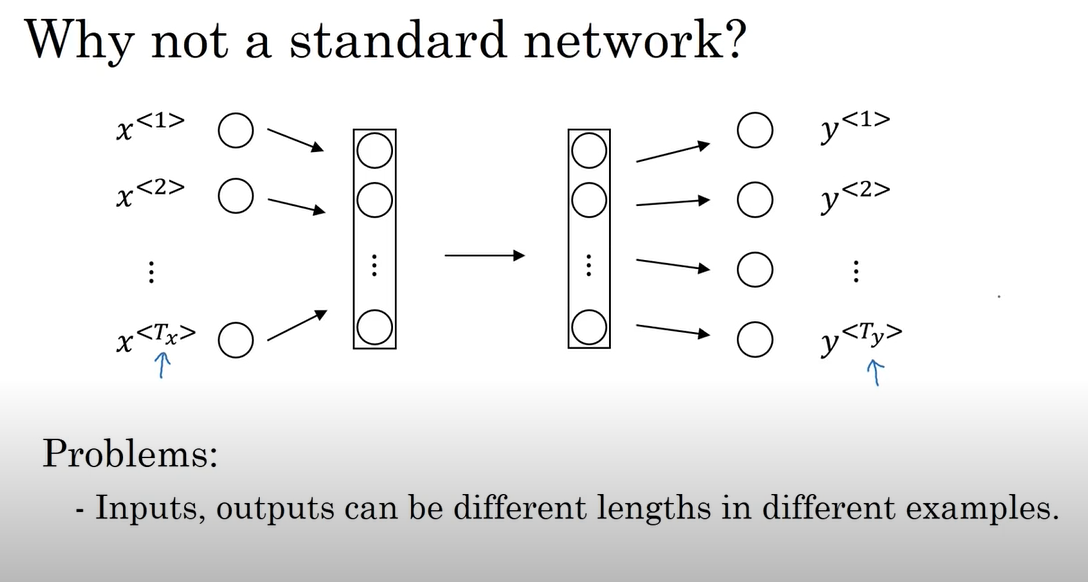 Why not a standard network?
x<1> y<1>
x<2> y<2>
⋮ ⋮ ⋮ ⋮
x<Tx> y<Ty>
Problems:
- Inputs, outputs can be different lengths in different examples.